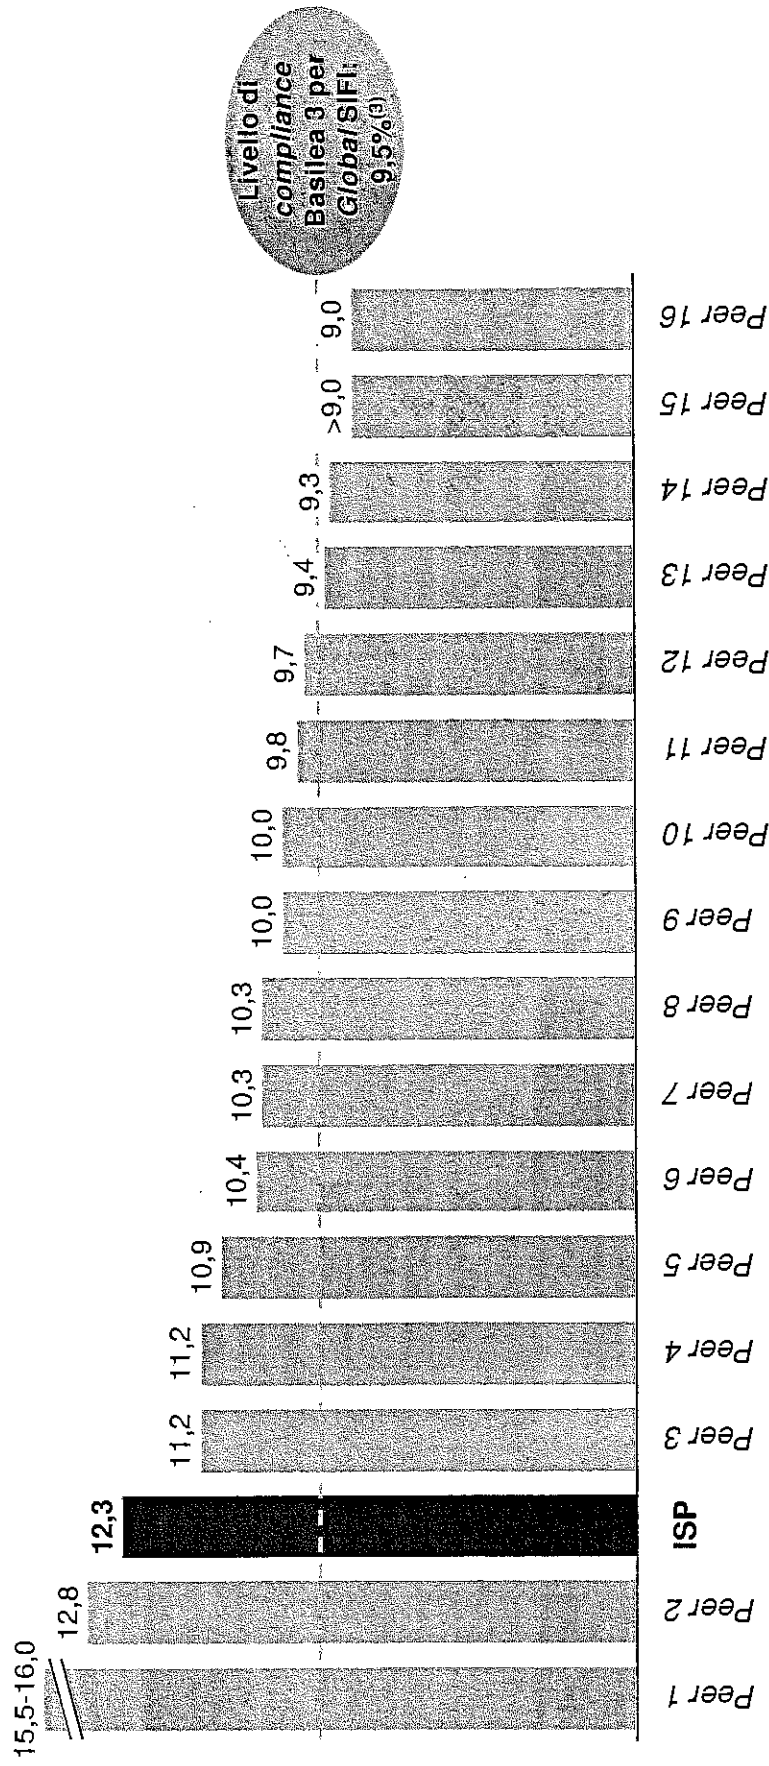 15,5-16,0
12,8
12,3
11,2
11,2
10,9
10,4
10,3
10,3
10,0
10,0
9,8
9,7
9,4
9,3
>9,0
9,0
Livello di
compliance
Basilea 3 per
Global SIFI:
9,5%(3)
Peer 1
Peer 2
ISP
Peer 3
Peer 4
Peer 5
Peer 6
Peer 7
Peer 8
Peer 9
Peer 10
Peer 11
Peer 12
Peer 13
Peer 14
Peer 15
Peer 16